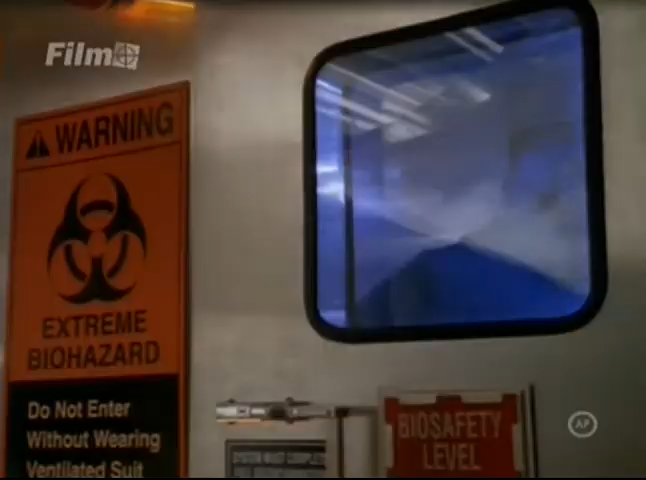 Film
WARNING
EXTREME
BIOHAZARD
Do Not Enter
Without Wearing
Ventilated Suit
BIOSAFETY
LEVEL
AP